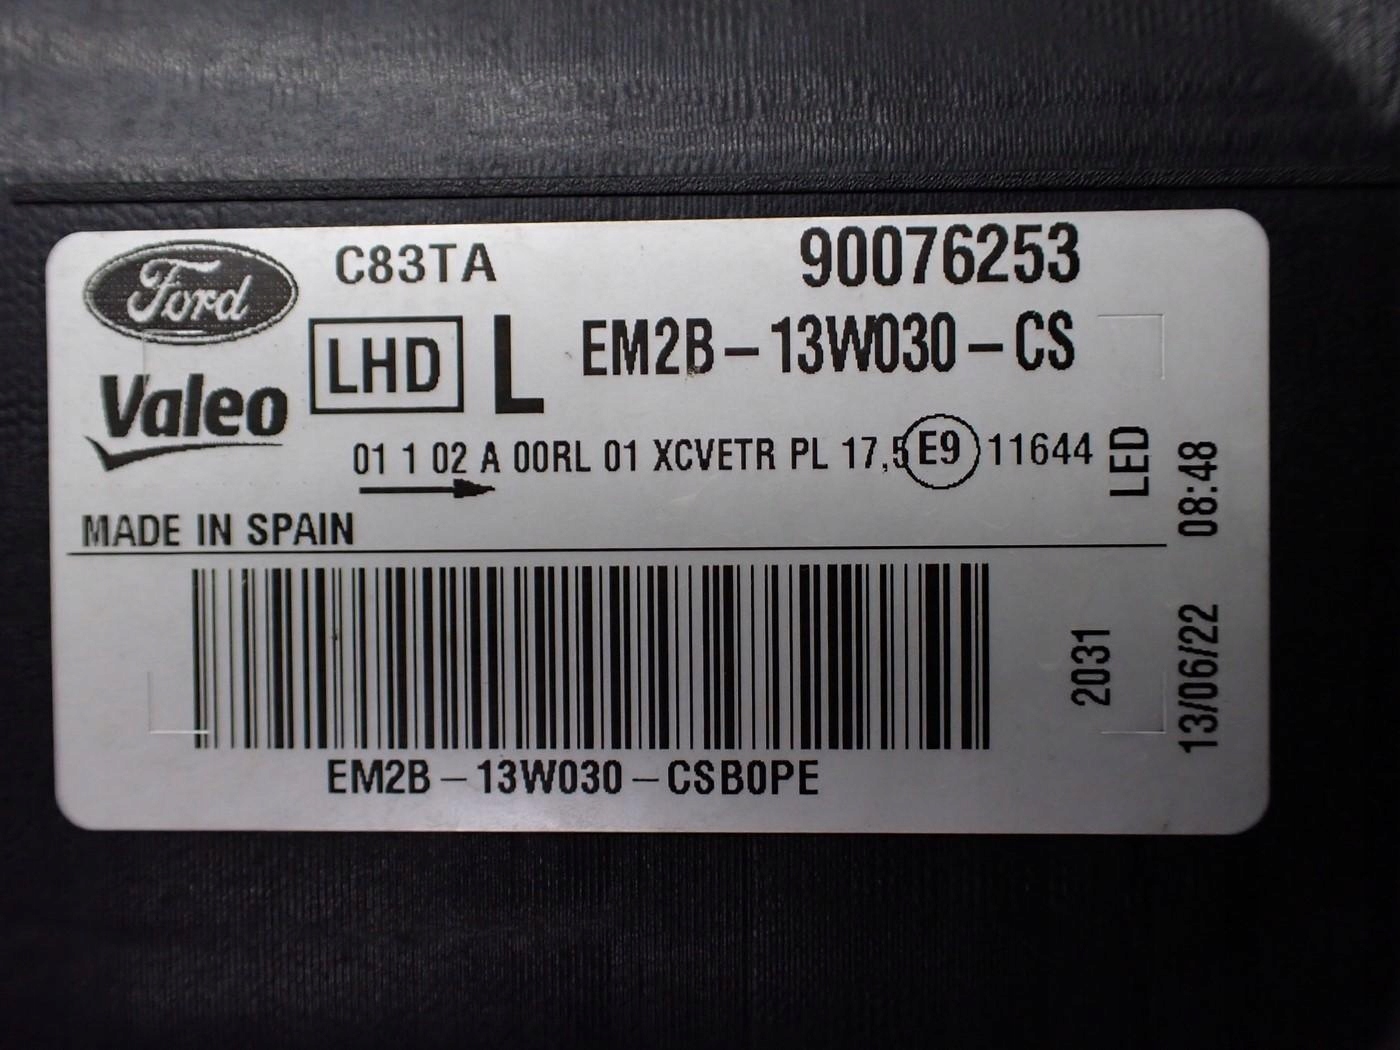 Ford
C83TA
90076253
LHD
L
EM2B-13W030-CS
Valeo
01 1 02 A 00RL 01 XCVETR PL 17,5 E9 11644
LED
MADE IN SPAIN
08:48
2031
13/06/22
EM2B-13W030-CSB0PE